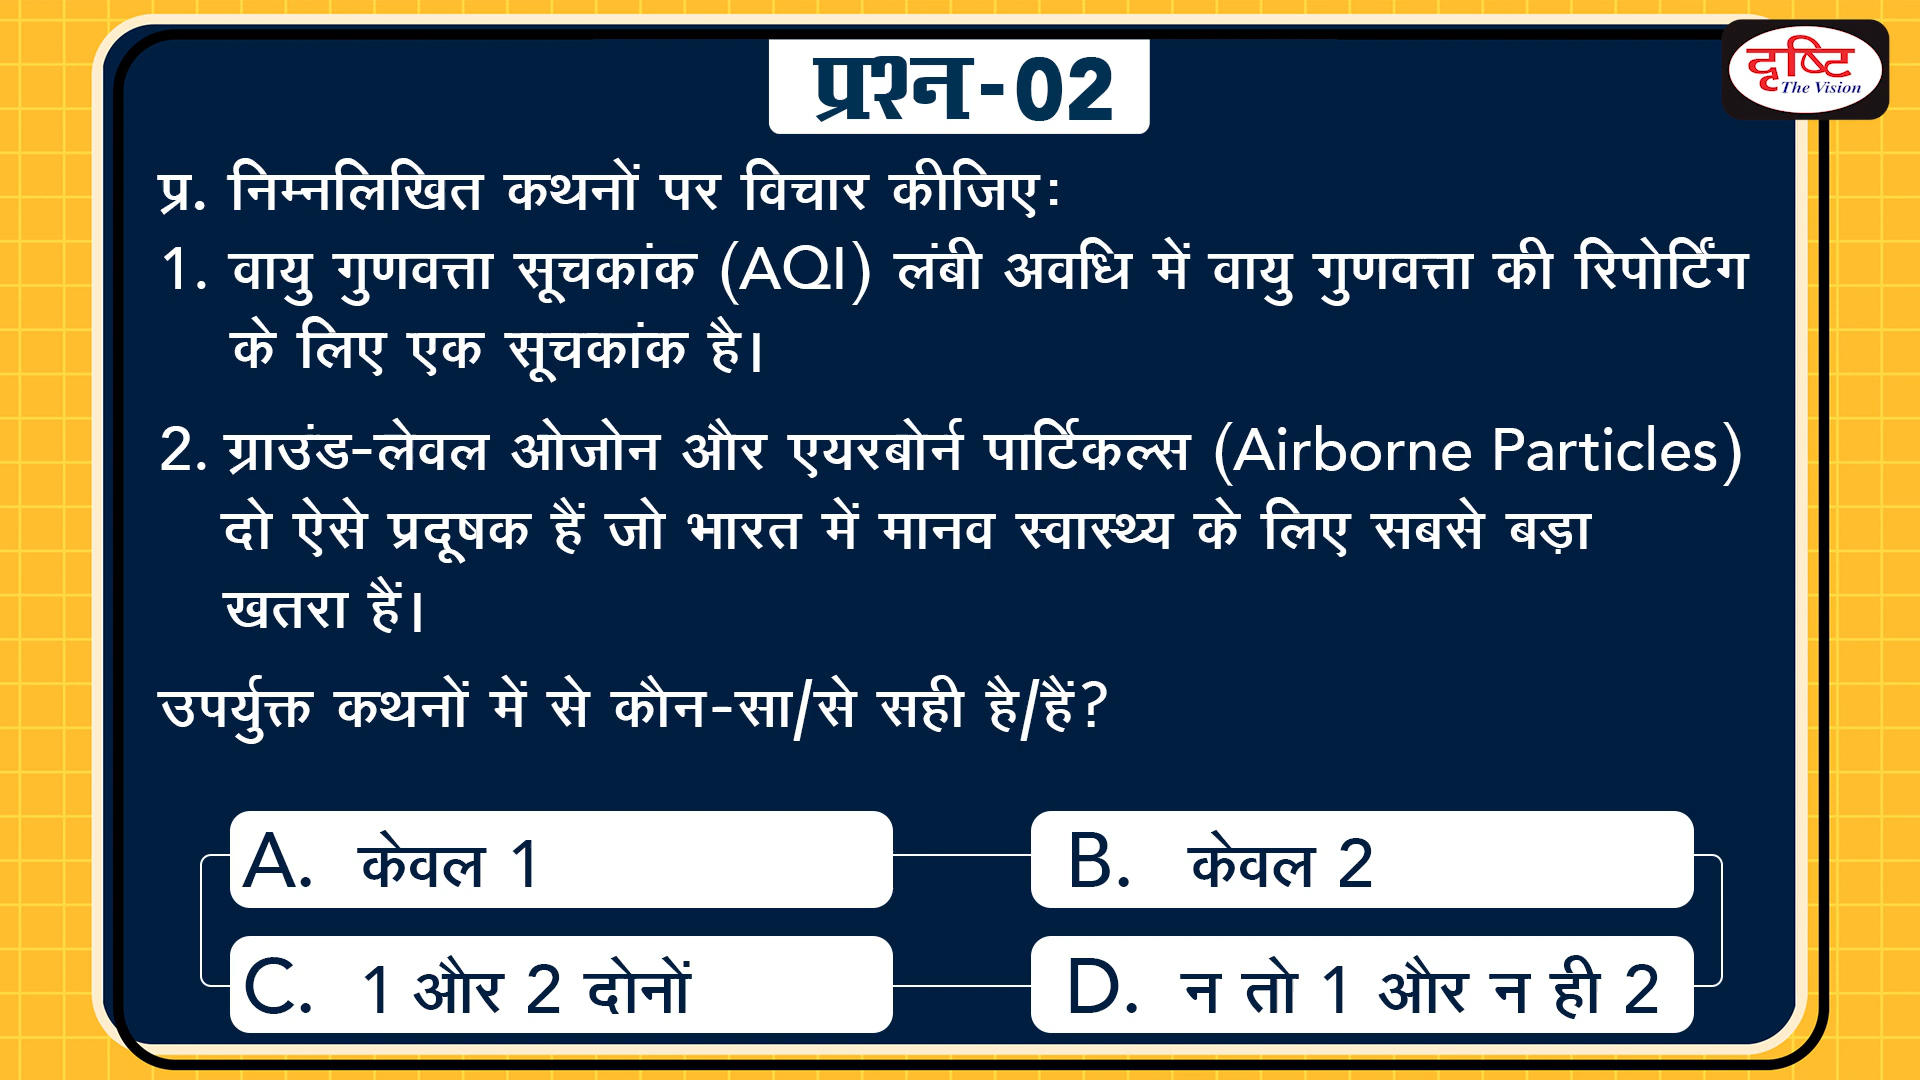 प्रश्न-02
दृष्टि
The Vision
प्र. निम्नलिखित कथनों पर विचार कीजिए:
1. वायु गुणवत्ता सूचकांक (AQI) लंबी अवधि में वायु गुणवत्ता की रिपोर्टिंग
के लिए एक सूचकांक है।
2. ग्राउंड-लेवल ओजोन और एयरबोर्न पार्टिकल्स (Airborne Particles)
दो ऐसे प्रदूषक हैं जो भारत में मानव स्वास्थ्य के लिए सबसे बड़ा
खतरा हैं।
उपर्युक्त कथनों में से कौन-सा/से सही है/हैं?
A. केवल 1
B. केवल 2
C. 1 और 2 दोनों
D. न तो 1 और न ही 2